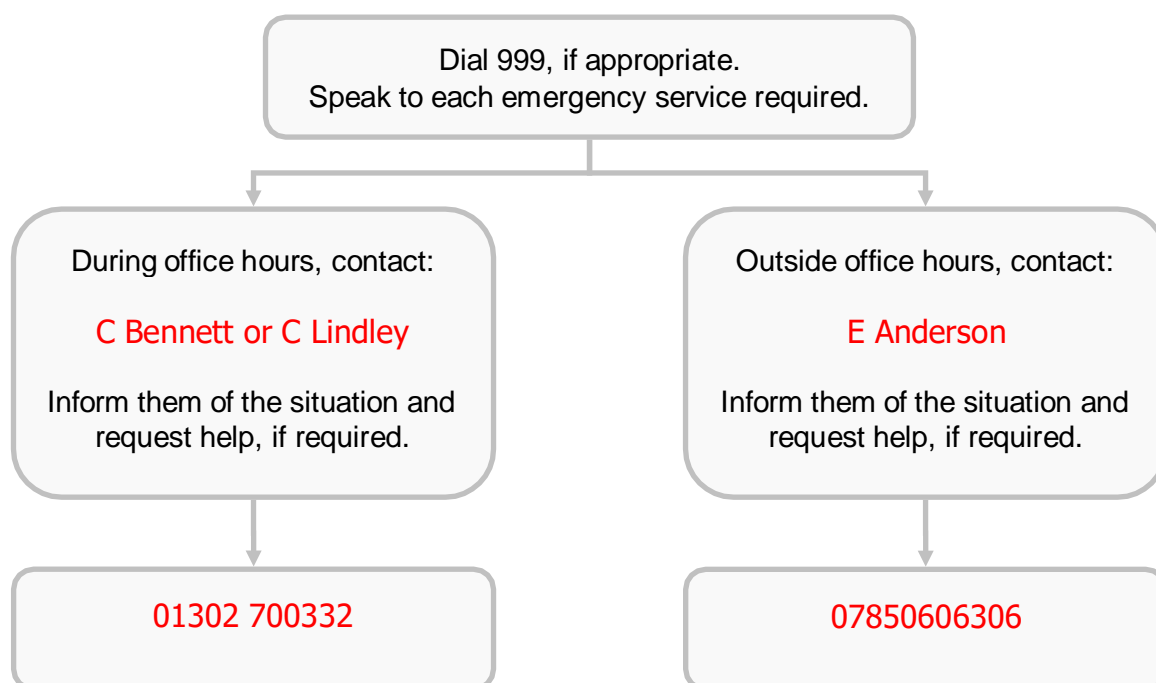 Dial 999, if appropriate.
Speak to each emergency service required.
During office hours, contact:
C Bennett or C Lindley
Inform them of the situation and
request help, if required.
01302 700332
Outside office hours, contact:
E Anderson
Inform them of the situation and
request help, if required.
07850606306